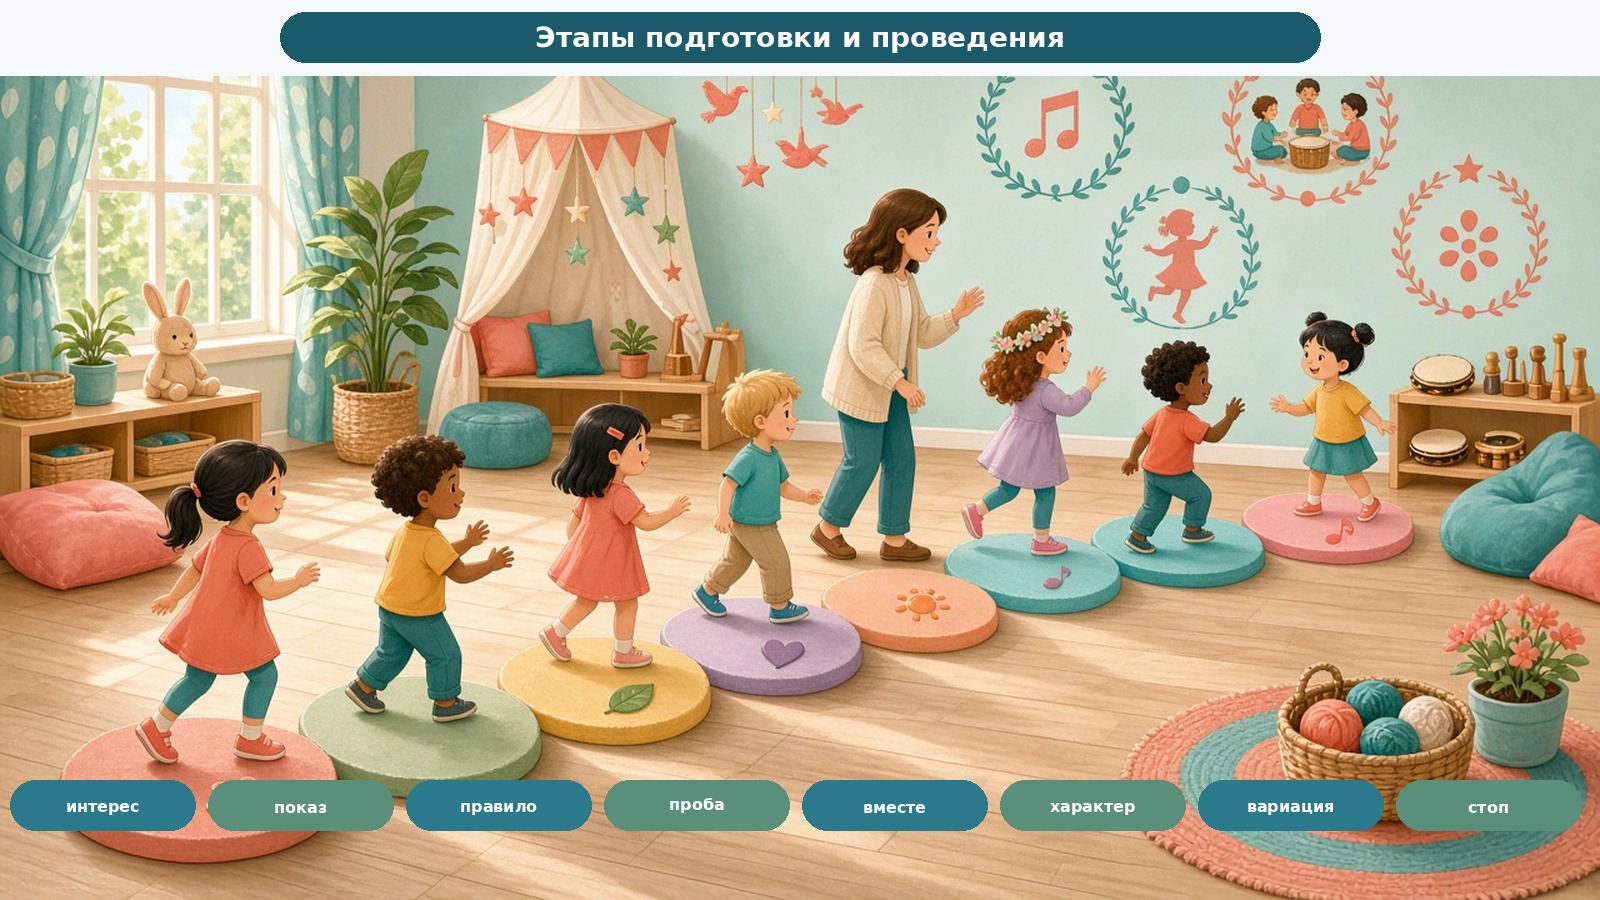 Этапы подготовки и проведения
интерес
показ
правило
проба
вместе
характер
вариация
стоп